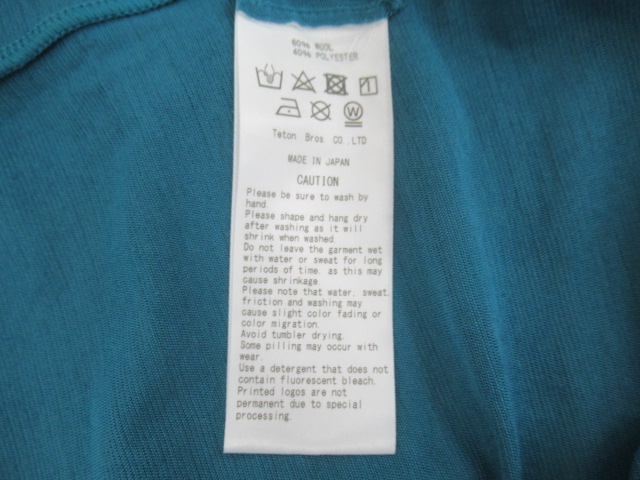 60% WOOL
40% POLYESTER
W
Teton Bros. CO.,LTD
MADE IN JAPAN
CAUTION
Please be sure to wash by
hand.
Please shape and hang dry
after washing as it will
shrink when washed.
Do not leave the garment wet
with water or sweat for long
periods of time, as this may
cause shrinkage.
Please note that water, sweat,
friction and washing may
cause slight color fading or
color migration.
Avoid tumbler drying.
Some pilling may occur with
wear.
Use a detergent that does not
contain fluorescent bleach.
Printed logos are not
permanent due to special
processing.